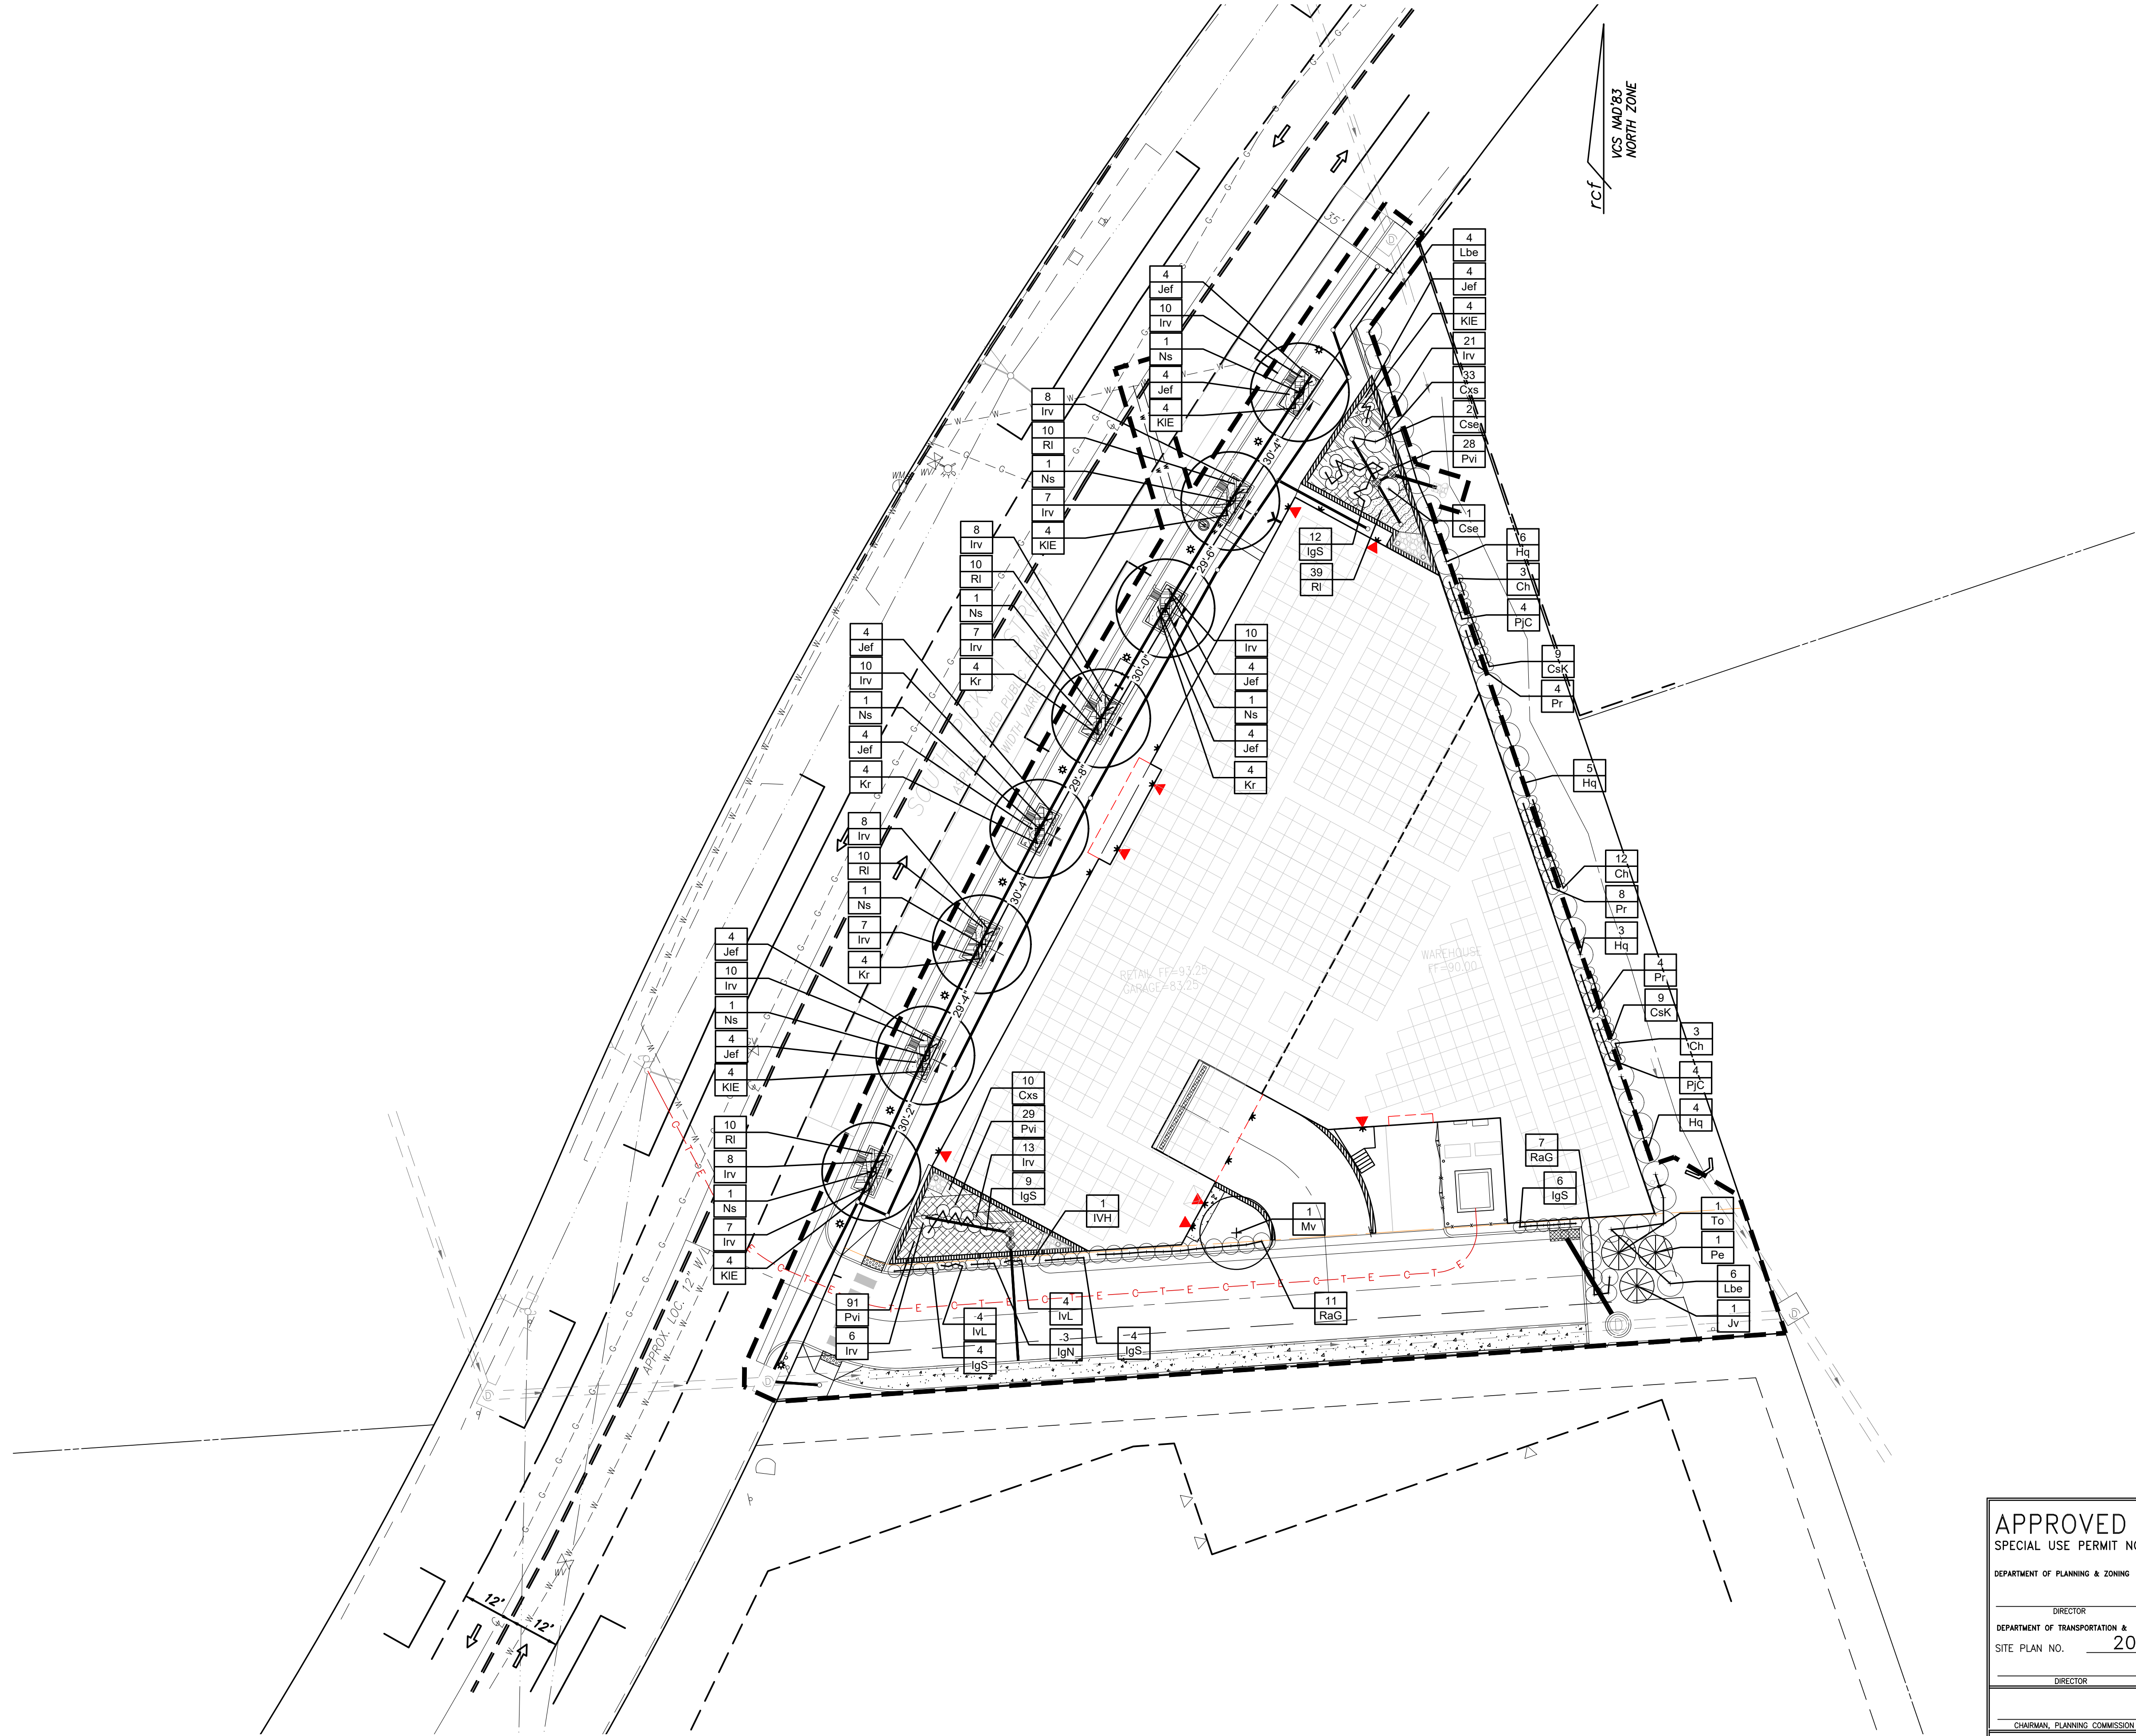 rcf
VCS NAD'83
NORTH ZONE
35'
4
Lbe
4
Jef
4
KlE
21
Irv
33
Cxs
2
Cse
28
Pvi
1
Cse
4
Jef
10
Irv
1
Ns
4
Jef
4
KlE
8
Irv
10
Rl
1
Ns
7
Irv
4
KlE
8
Irv
10
Rl
1
Ns
7
Irv
4
Kr
4
Jef
10
Irv
1
Ns
4
Jef
4
Kr
8
Irv
10
Rl
1
Ns
7
Irv
4
Kr
4
Jef
10
Irv
1
Ns
4
Jef
4
KlE
10
Rl
8
Irv
1
Ns
7
Irv
4
KlE
12
IgS
39
Rl
10
Irv
4
Jef
1
Ns
4
Jef
4
Kr
6
Hq
3
Ch
4
PjC
9
CsK
4
Pr
5
Hq
12
Ch
8
Pr
3
Hq
4
Pr
9
CsK
3
Ch
4
PjC
4
Hq
30'-4"
29'-6"
30'-0"
29'-8"
30'-4"
29'-4"
30'-2"
WIDTH VARIES
RETAIL FF=93.25
GARAGE=83.25
WAREHOUSE
FF=90.00
WM
WV
10
Cxs
29
Pvi
13
Irv
9
IgS
1
IVH
1
Mv
7
RaG
6
IgS
1
To
1
Pe
6
Lbe
1
Jv
91
Pvi
6
Irv
4
IvL
4
IgS
4
IvL
3
IgN
4
IgS
11
RaG
E C T E C T E C T E C T E C T E
APPROX. LOC. 12" W/L
12'
12'
APPROVED
SPECIAL USE PERMIT NO
DEPARTMENT OF PLANNING & ZONING
DIRECTOR
DEPARTMENT OF TRANSPORTATION &
SITE PLAN NO. 20
DIRECTOR
CHAIRMAN, PLANNING COMMISSION